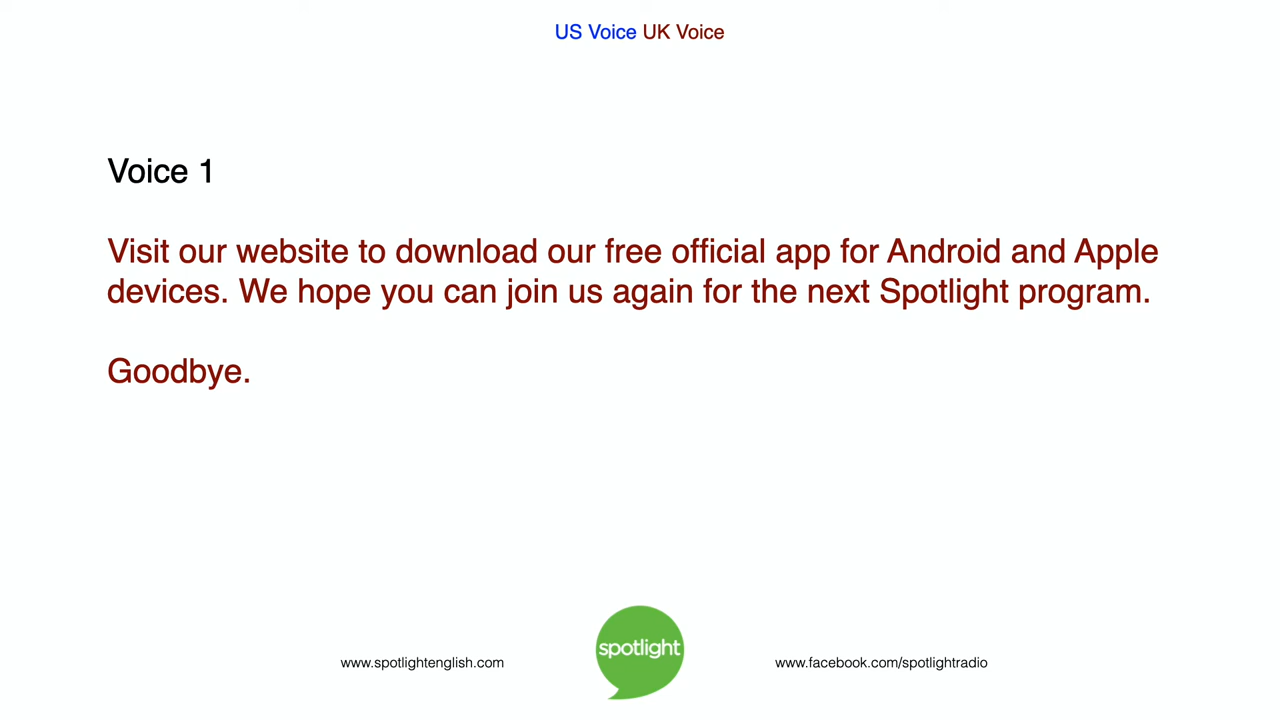 US Voice UK Voice
Voice 1
Visit our website to download our free official app for Android and Apple
devices. We hope you can join us again for the next Spotlight program.
Goodbye.
www.spotlightenglish.com
spotlight
www.facebook.com/spotlightradio